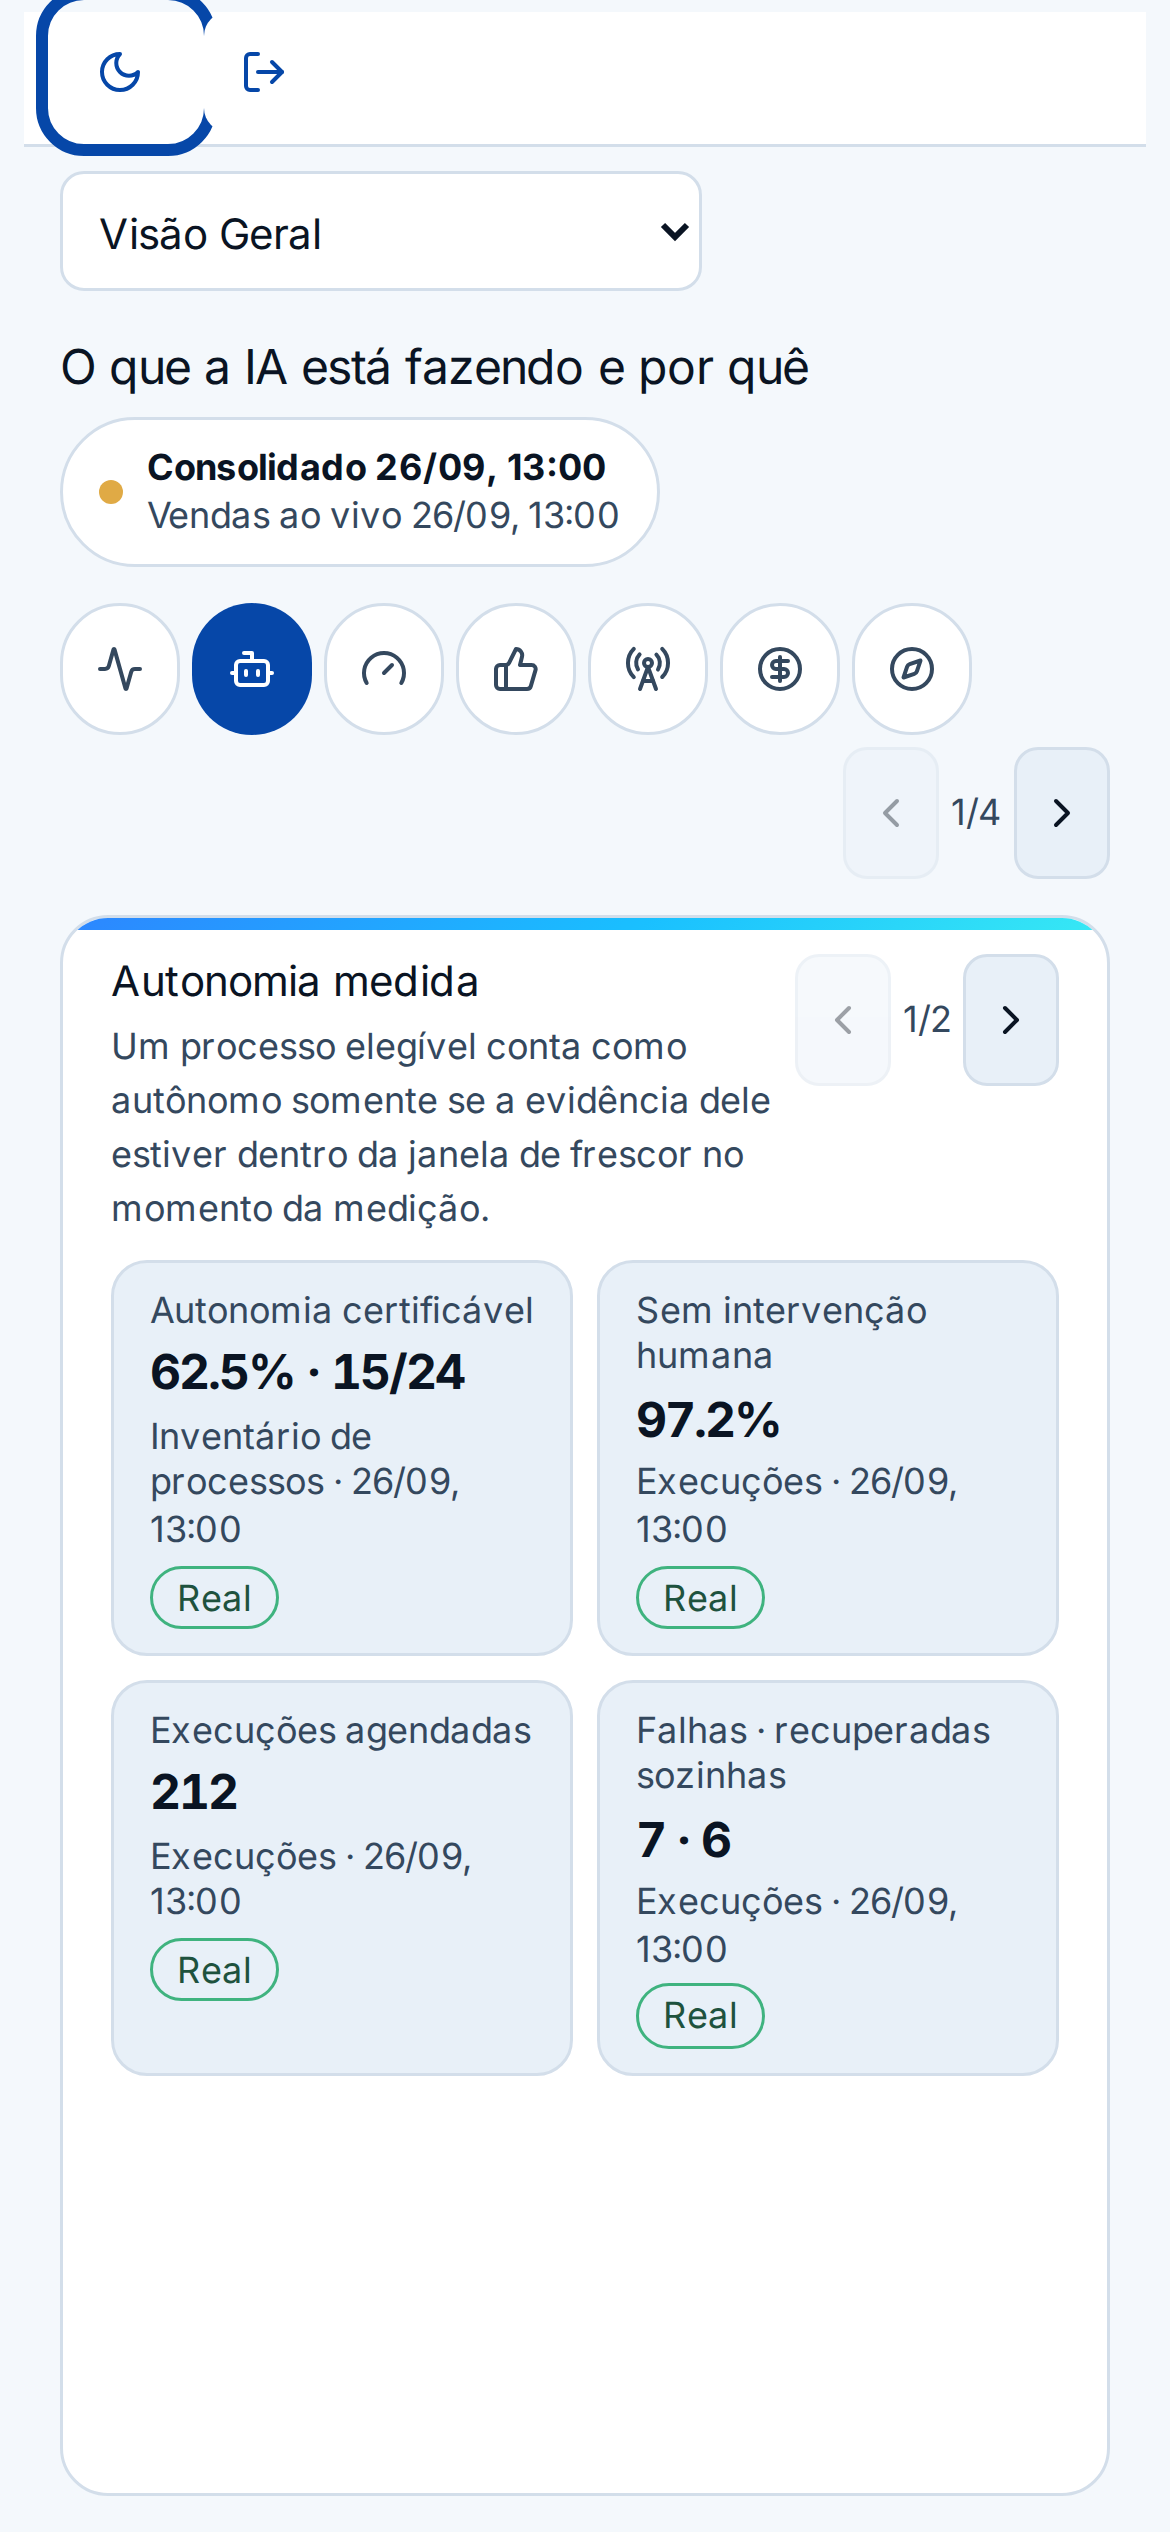 Visão Geral
O que a IA está fazendo e por quê
Consolidado 26/09, 13:00
Vendas ao vivo 26/09, 13:00
1/4
Autonomia medida
1/2
Um processo elegível conta como
autônomo somente se a evidência dele
estiver dentro da janela de frescor no
momento da medição.
Autonomia certificável
62.5% · 15/24
Inventário de
processos · 26/09,
13:00
Real
Sem intervenção
humana
97.2%
Execuções · 26/09,
13:00
Real
Execuções agendadas
212
Execuções · 26/09,
13:00
Real
Falhas · recuperadas
sozinhas
7 · 6
Execuções · 26/09,
13:00
Real